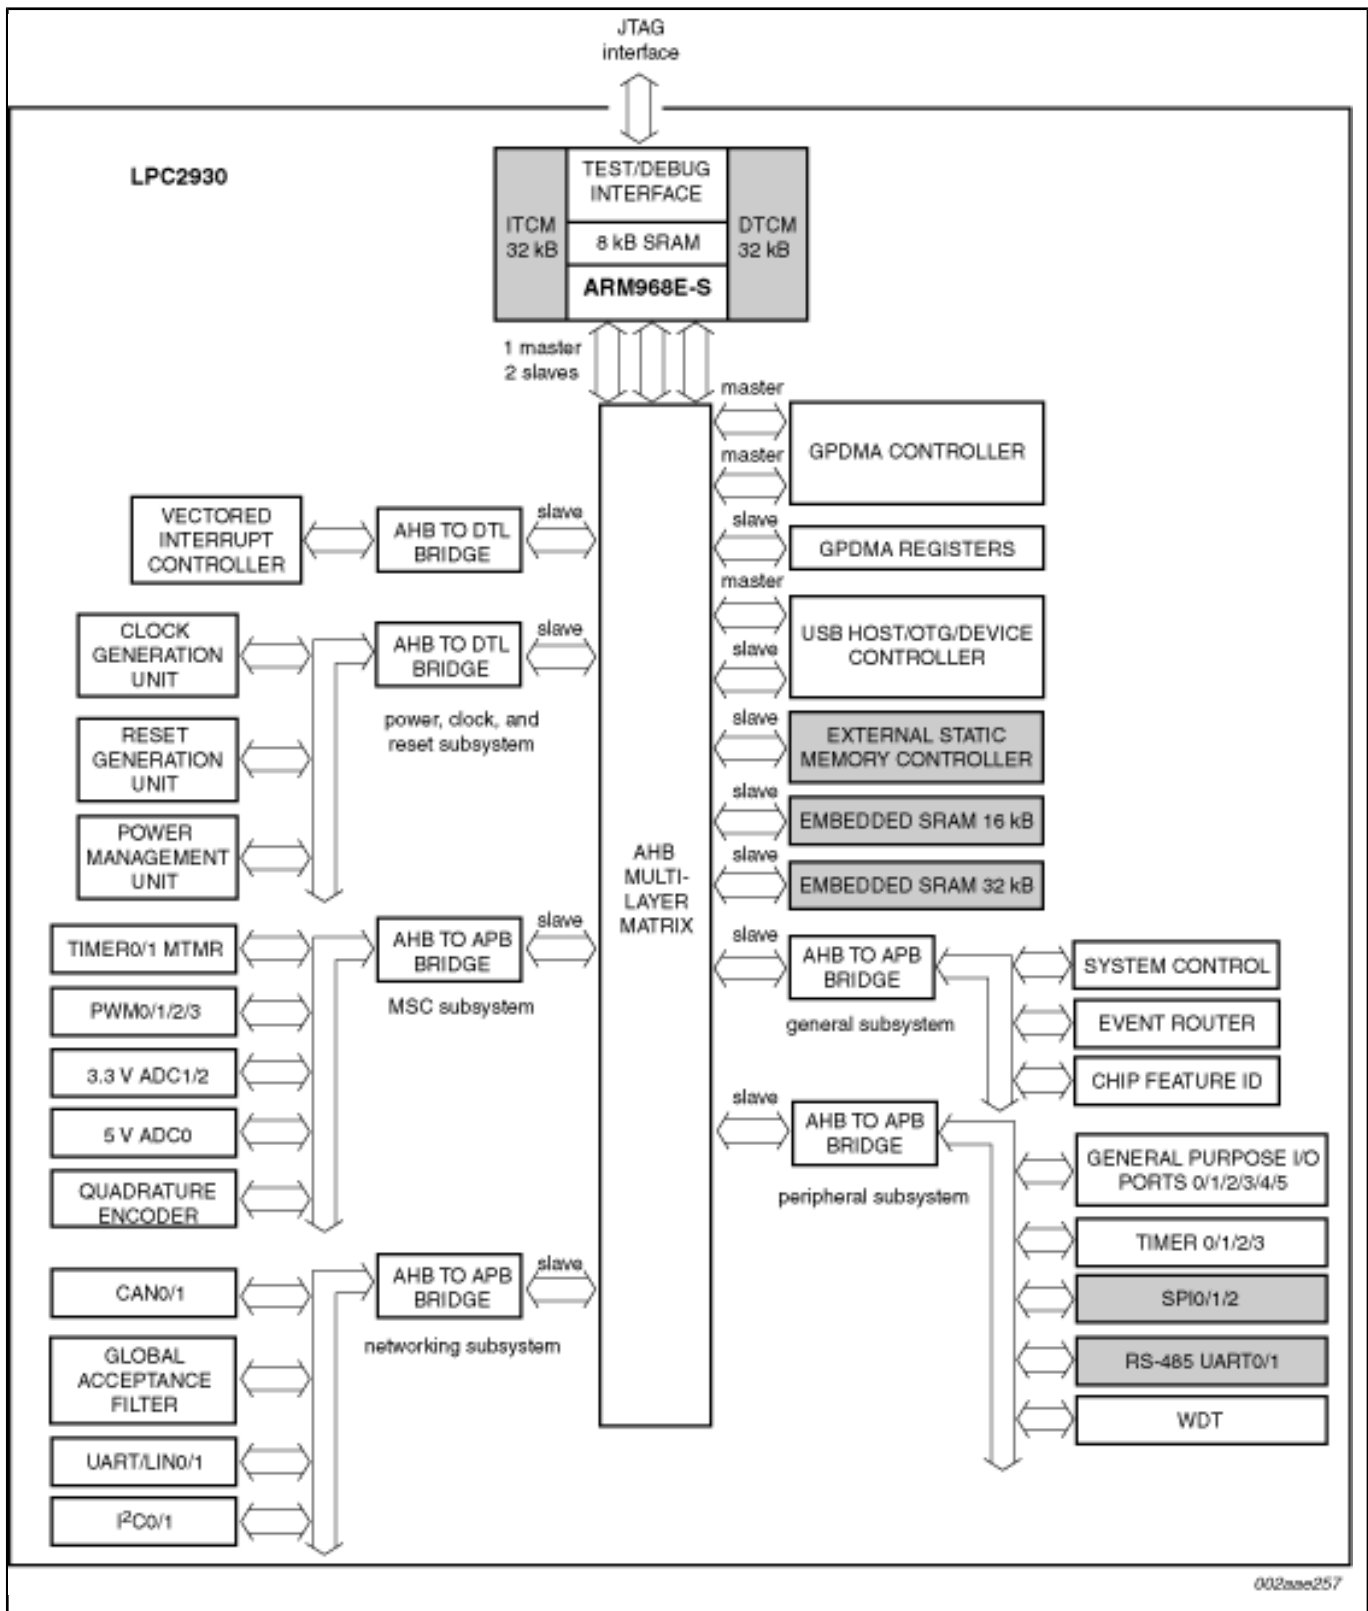 JTAG
interface
LPC2930
ITCM
32 kB
TEST/DEBUG
INTERFACE
8 kB SRAM
ARM968E-S
DTCM
32 kB
1 master
2 slaves
master
GPDMA CONTROLLER
master
slave
GPDMA REGISTERS
master
USB HOST/OTG/DEVICE
CONTROLLER
slave
slave
EXTERNAL STATIC
MEMORY CONTROLLER
slave
EMBEDDED SRAM 16 kB
slave
EMBEDDED SRAM 32 kB
slave
AHB TO APB
BRIDGE
general subsystem
SYSTEM CONTROL
EVENT ROUTER
CHIP FEATURE ID
slave
AHB TO APB
BRIDGE
peripheral subsystem
GENERAL PURPOSE I/O
PORTS 0/1/2/3/4/5
TIMER 0/1/2/3
SPI0/1/2
RS-485 UART0/1
WDT
AHB
MULTI-
LAYER
MATRIX
VECTORED
INTERRUPT
CONTROLLER
AHB TO DTL
BRIDGE
slave
CLOCK
GENERATION
UNIT
AHB TO DTL
BRIDGE
slave
power, clock, and
reset subsystem
RESET
GENERATION
UNIT
POWER
MANAGEMENT
UNIT
TIMER0/1 MTMR
AHB TO APB
BRIDGE
slave
MSC subsystem
PWM0/1/2/3
3.3 V ADC1/2
5 V ADC0
QUADRATURE
ENCODER
CAN0/1
AHB TO APB
BRIDGE
slave
networking subsystem
GLOBAL
ACCEPTANCE
FILTER
UART/LIN0/1
I²C0/1
002aae257